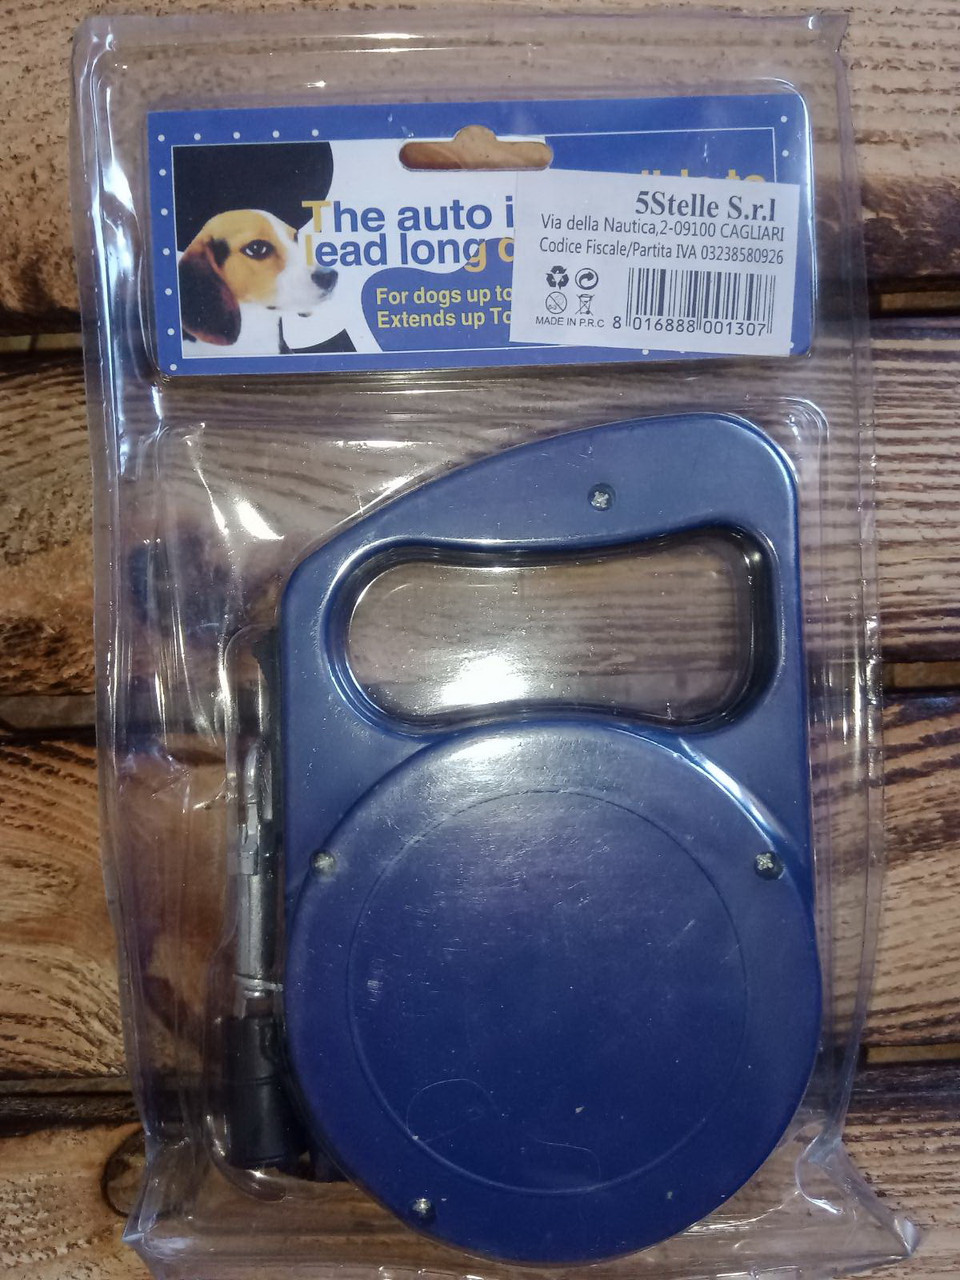 The auto
lead long
For dogs up to
Extends up To
5Stelle S.r.l
Via della Nautica,2-09100 CAGLIARI
Codice Fiscale/Partita IVA 03238580926
MADE IN P.R.C
8 016888 001307